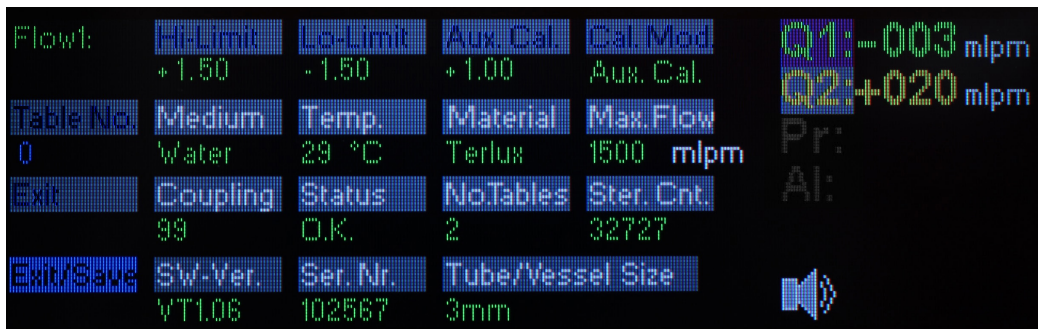 Flow1: Hi-Limit Lo-Limit Aux. Cal. Cal. Mod.
+1.50 -1.50 +1.00 Aux. Cal.
Table No. Medium Temp. Material Max.Flow
0 Water 29 °C Terlux 1500 mlpm
Exit Coupling Status No.Tables Ster. Cnt.
99 O.K. 2 32727
Exit/Save SW-Ver. Ser. Nr. Tube/Vessel Size
VT1.06 102567 3mm
Q1:-003 mlpm
Q2:+020 mlpm
Pr:
Al: